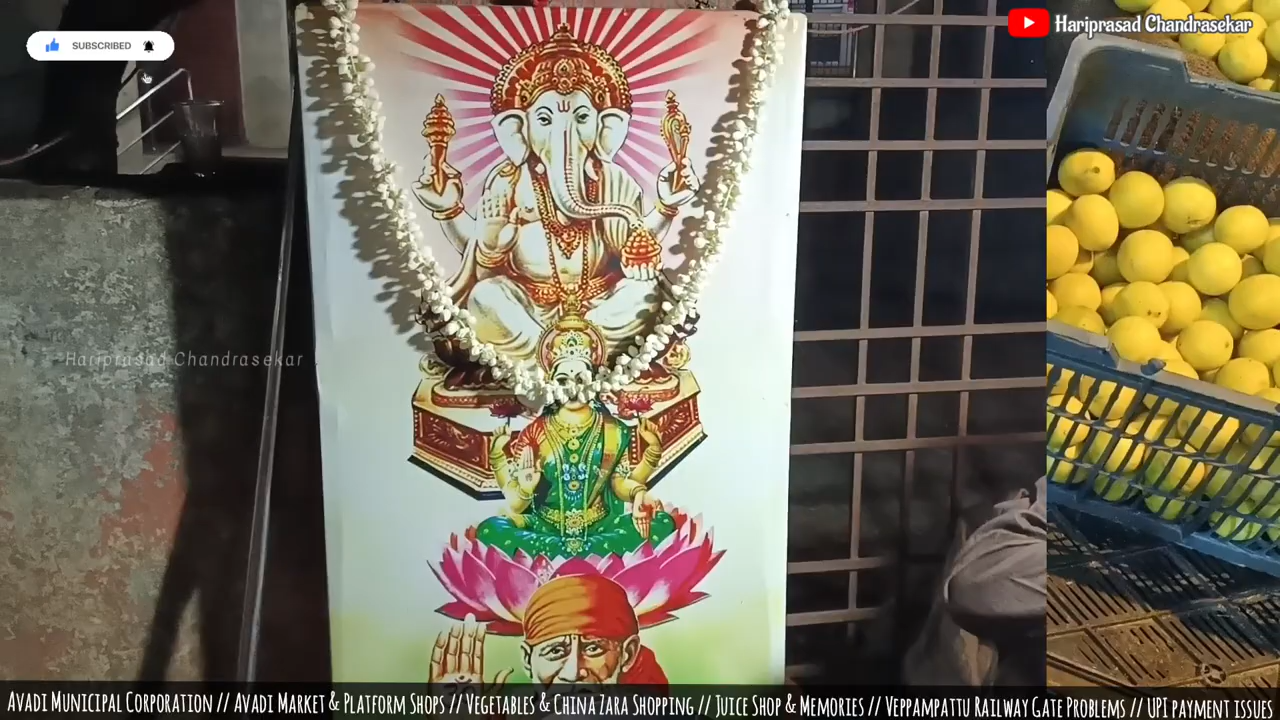 SUBSCRIBED
Hariprasad Chandrasekar
Hariprasad Chandrasekar
Avadi Municipal Corporation // Avadi Market & Platform Shops // Vegetables & China Zara Shopping // Juice Shop & Memories // Veppampattu Railway Gate Problems // UPI payment issues